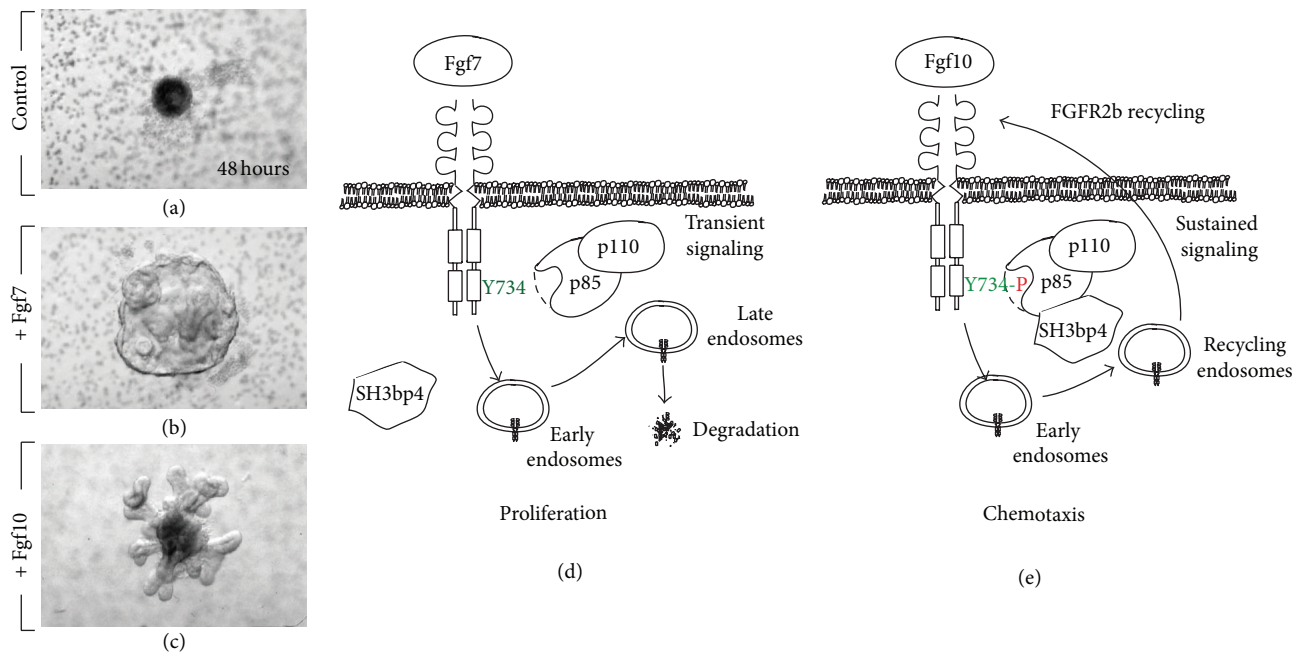 Control
48 hours
(a)
+ Fgf7
(b)
+ Fgf10
(c)
Fgf7
Transient
signaling
p110
p85
Y734
Late
endosomes
SH3bp4
Early
endosomes
Degradation
Proliferation
(d)
Fgf10
FGFR2b recycling
Sustained
signaling
p110
p85
Y734-P
SH3bp4
Recycling
endosomes
Early
endosomes
Chemotaxis
(e)